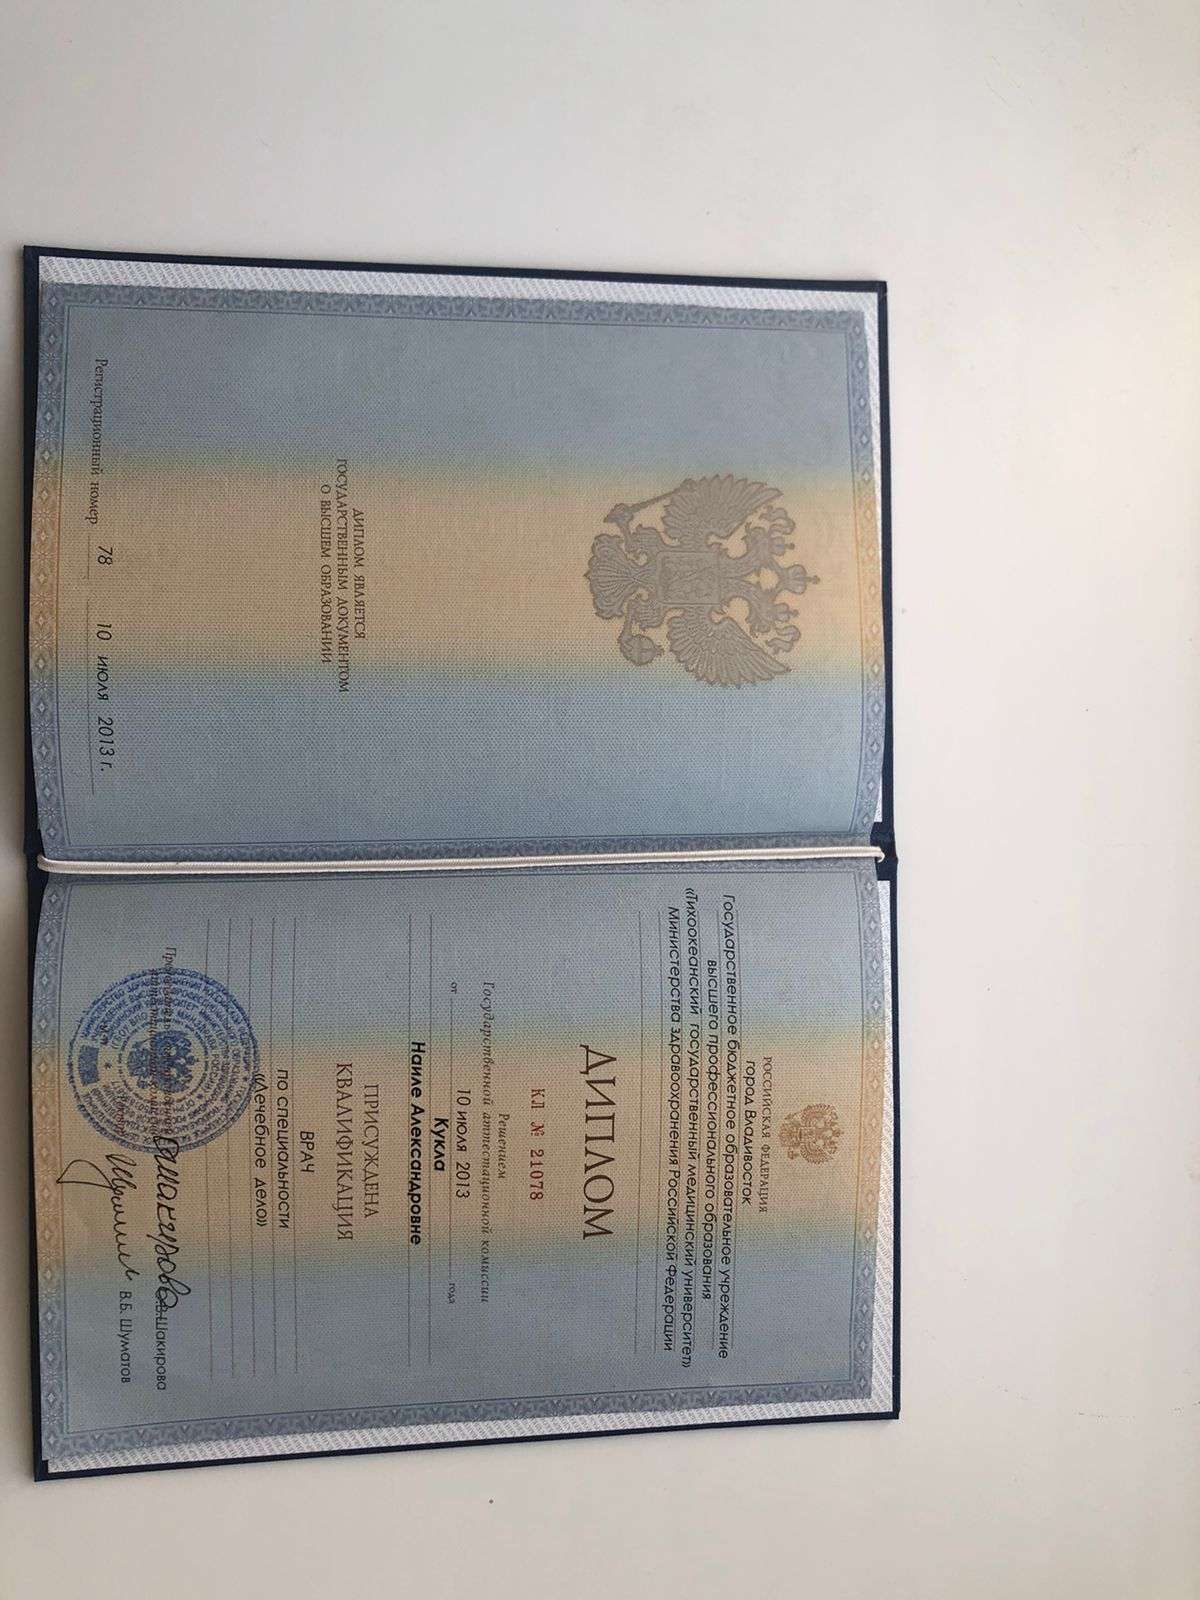 ДИПЛОМ ЯВЛЯЕТСЯ
ГОСУДАРСТВЕННЫМ ДОКУМЕНТОМ
О ВЫСШЕМ ОБРАЗОВАНИИ
Регистрационный номер 78 10 июля 2013 г.
РОССИЙСКАЯ ФЕДЕРАЦИЯ
город Владивосток
Государственное бюджетное образовательное учреждение
высшего профессионального образования
«Тихоокеанский государственный медицинский университет»
Министерства здравоохранения Российской Федерации
ДИПЛОМ
КЛ № 21078
Решением
Государственной аттестационной комиссии
от 10 июля 2013 года
Кукла
Наиле Александровне
ПРИСУЖДЕНА
КВАЛИФИКАЦИЯ
ВРАЧ
по специальности
«Лечебное дело»
Шакирова
В.Б. Шуматов